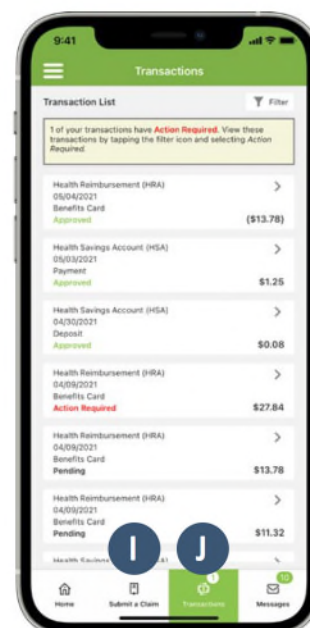 9:41
Transactions
Transaction List
Filter
1 of your transactions have Action Required. View these
transactions by tapping the filter icon and selecting Action
Required.
Health Reimbursement (HRA)
05/04/2021
Benefits Card
Approved ($13.78)
Health Savings Account (HSA)
05/03/2021
Payment
Approved $1.25
Health Savings Account (HSA)
04/30/2021
Deposit
Approved $0.08
Health Reimbursement (HRA)
04/09/2021
Benefits Card
Action Required $27.84
Health Reimbursement (HRA)
04/09/2021
Benefits Card
Pending $13.78
Health Reimbursement (HRA)
04/09/2021
Benefits Card
Pending $11.32
Health Savings
I J
1 10
Home Submit a Claim Transactions Messages